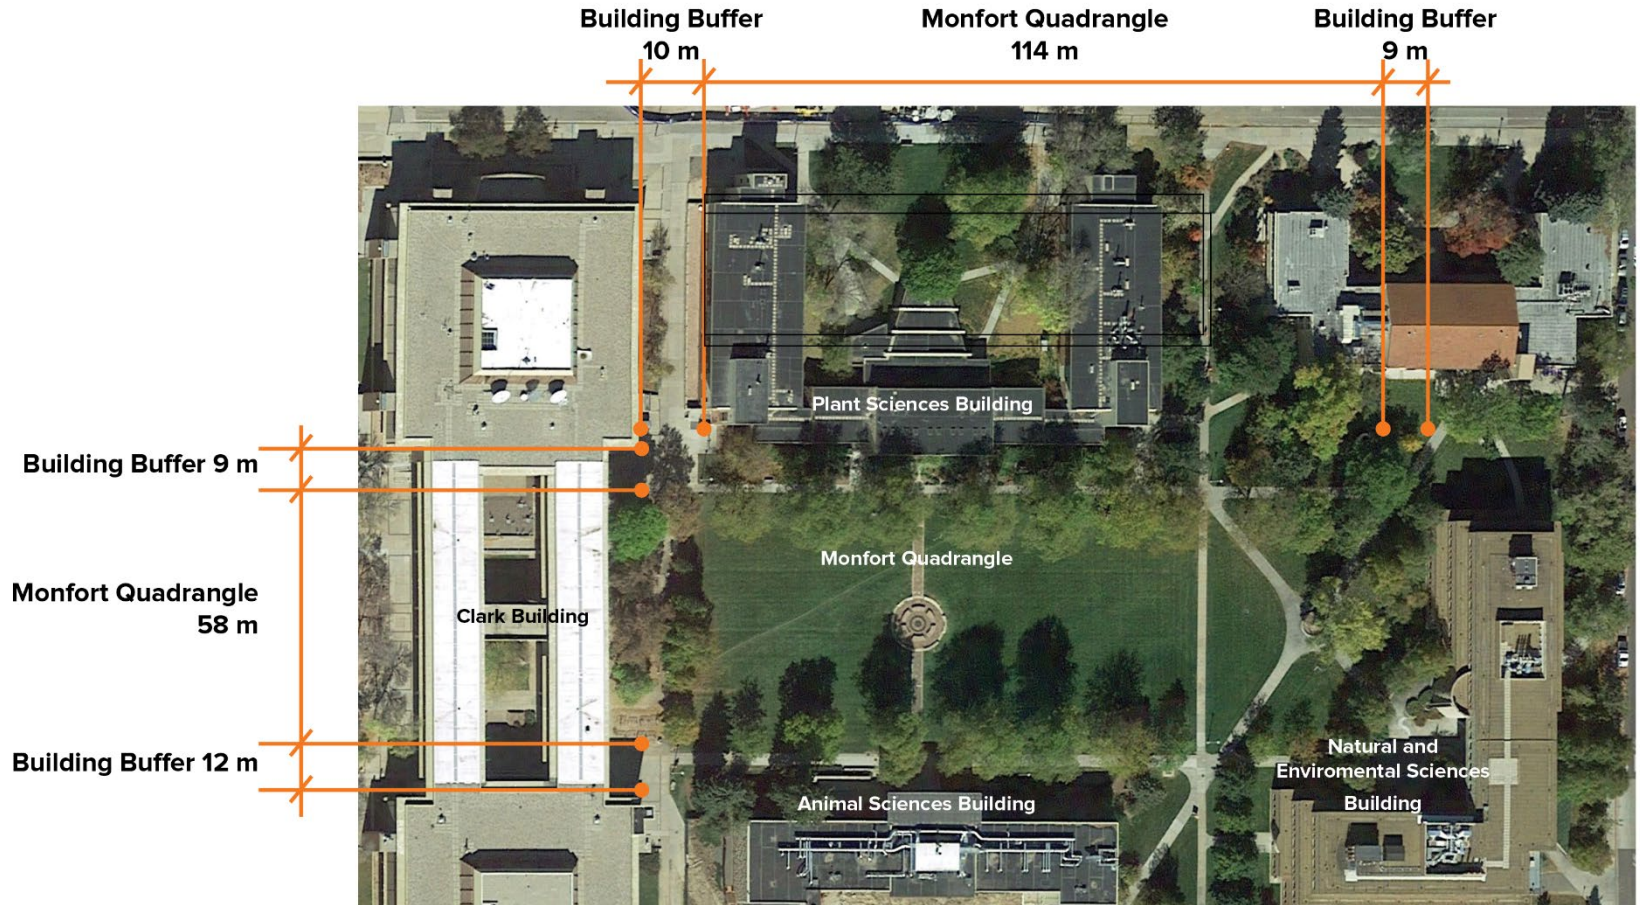 Building Buffer
10 m
Monfort Quadrangle
114 m
Building Buffer
9 m
Plant Sciences Building
Building Buffer 9 m
Monfort Quadrangle
Monfort Quadrangle
58 m
Clark Building
Building Buffer 12 m
Natural and
Enviromental Sciences
Building
Animal Sciences Building